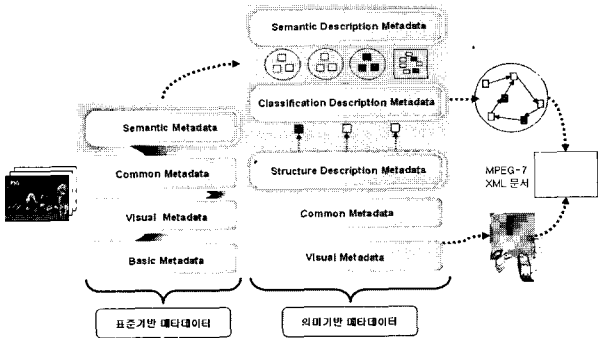 Semantic Description Metadata
Classification Description Metadata
Semantic Metadata
Common Metadata
Structure Description Metadata
MPEG-7
XML 문서
Visual Metadata
Common Metadata
Basic Metadata
Visual Metadata
표준기반 메타데이터
의미기반 메타데이터